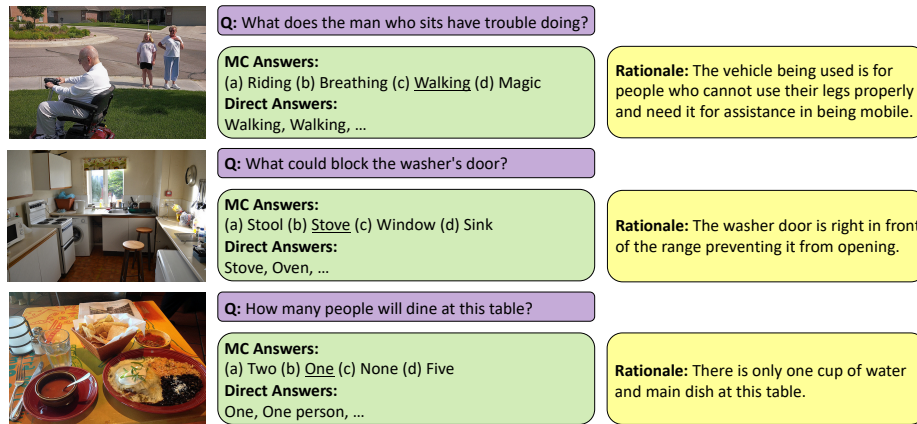 Q: What does the man who sits have trouble doing?
MC Answers:
(a) Riding (b) Breathing (c) Walking (d) Magic
Direct Answers:
Walking, Walking, …
Rationale: The vehicle being used is for
people who cannot use their legs properly
and need it for assistance in being mobile.
Q: What could block the washer's door?
MC Answers:
(a) Stool (b) Stove (c) Window (d) Sink
Direct Answers:
Stove, Oven, …
Rationale: The washer door is right in front
of the range preventing it from opening.
Q: How many people will dine at this table?
MC Answers:
(a) Two (b) One (c) None (d) Five
Direct Answers:
One, One person, …
Rationale: There is only one cup of water
and main dish at this table.